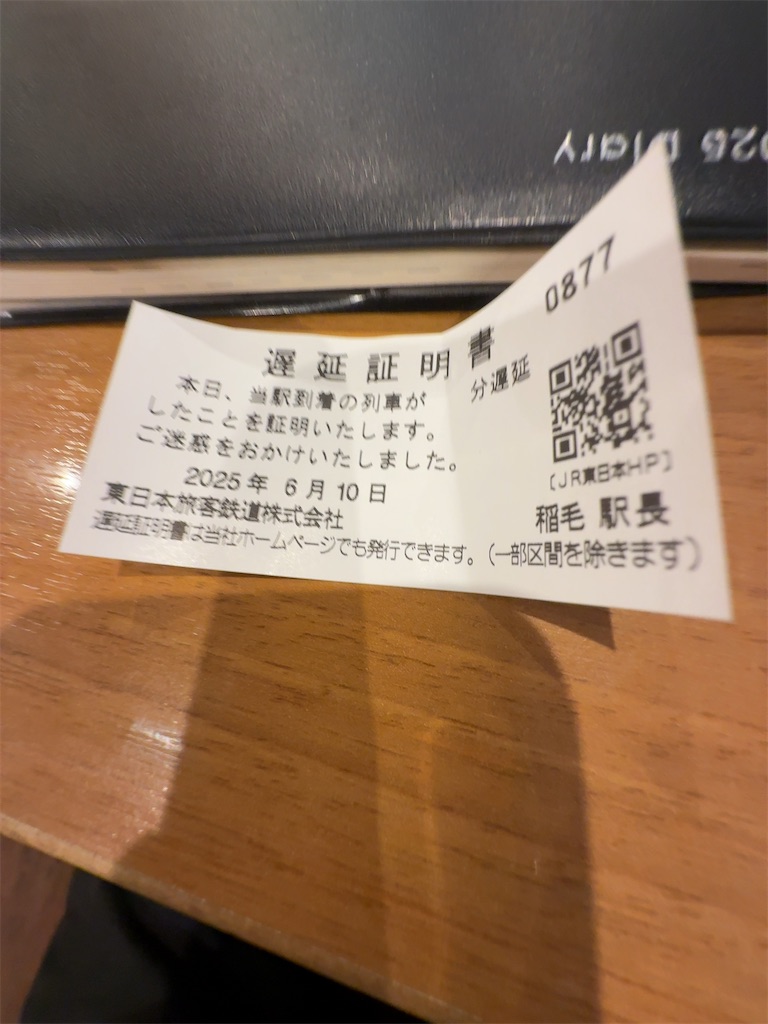 2025 Diary
0877
遅延証明書
本日、当駅到着の列車が 分遅延
したことを証明いたします。
ご迷惑をおかけいたしました。
2025年 6月10日
[JR東日本HP]
東日本旅客鉄道株式会社 稲毛 駅長
遅延証明書は当社ホームページでも発行できます。(一部区間を除きます)